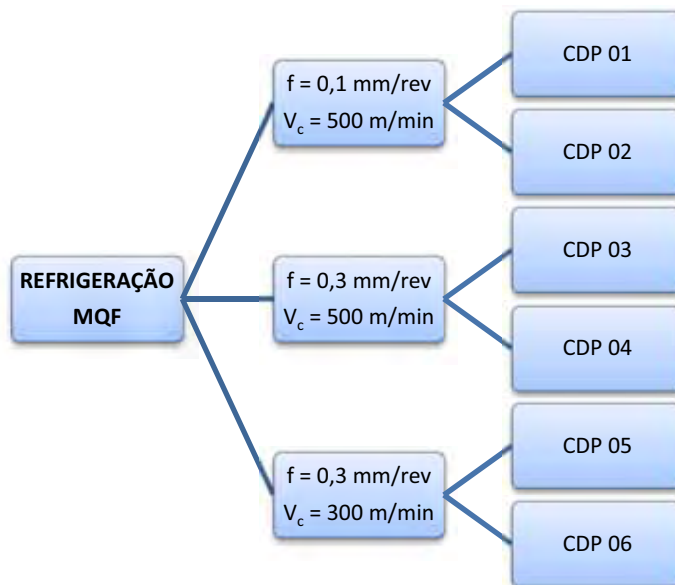 REFRIGERAÇÃO
MQF
f = 0,1 mm/rev
Vc = 500 m/min
CDP 01
CDP 02
f = 0,3 mm/rev
Vc = 500 m/min
CDP 03
CDP 04
f = 0,3 mm/rev
Vc = 300 m/min
CDP 05
CDP 06